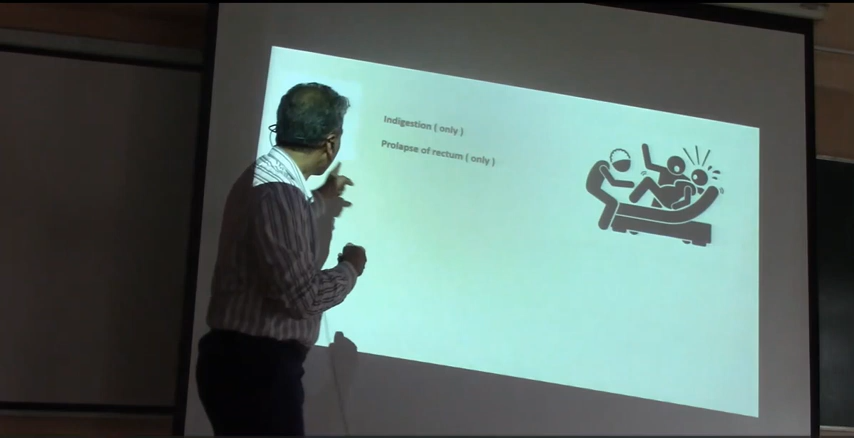 Indigestion ( only )
Prolapse of rectum ( only )